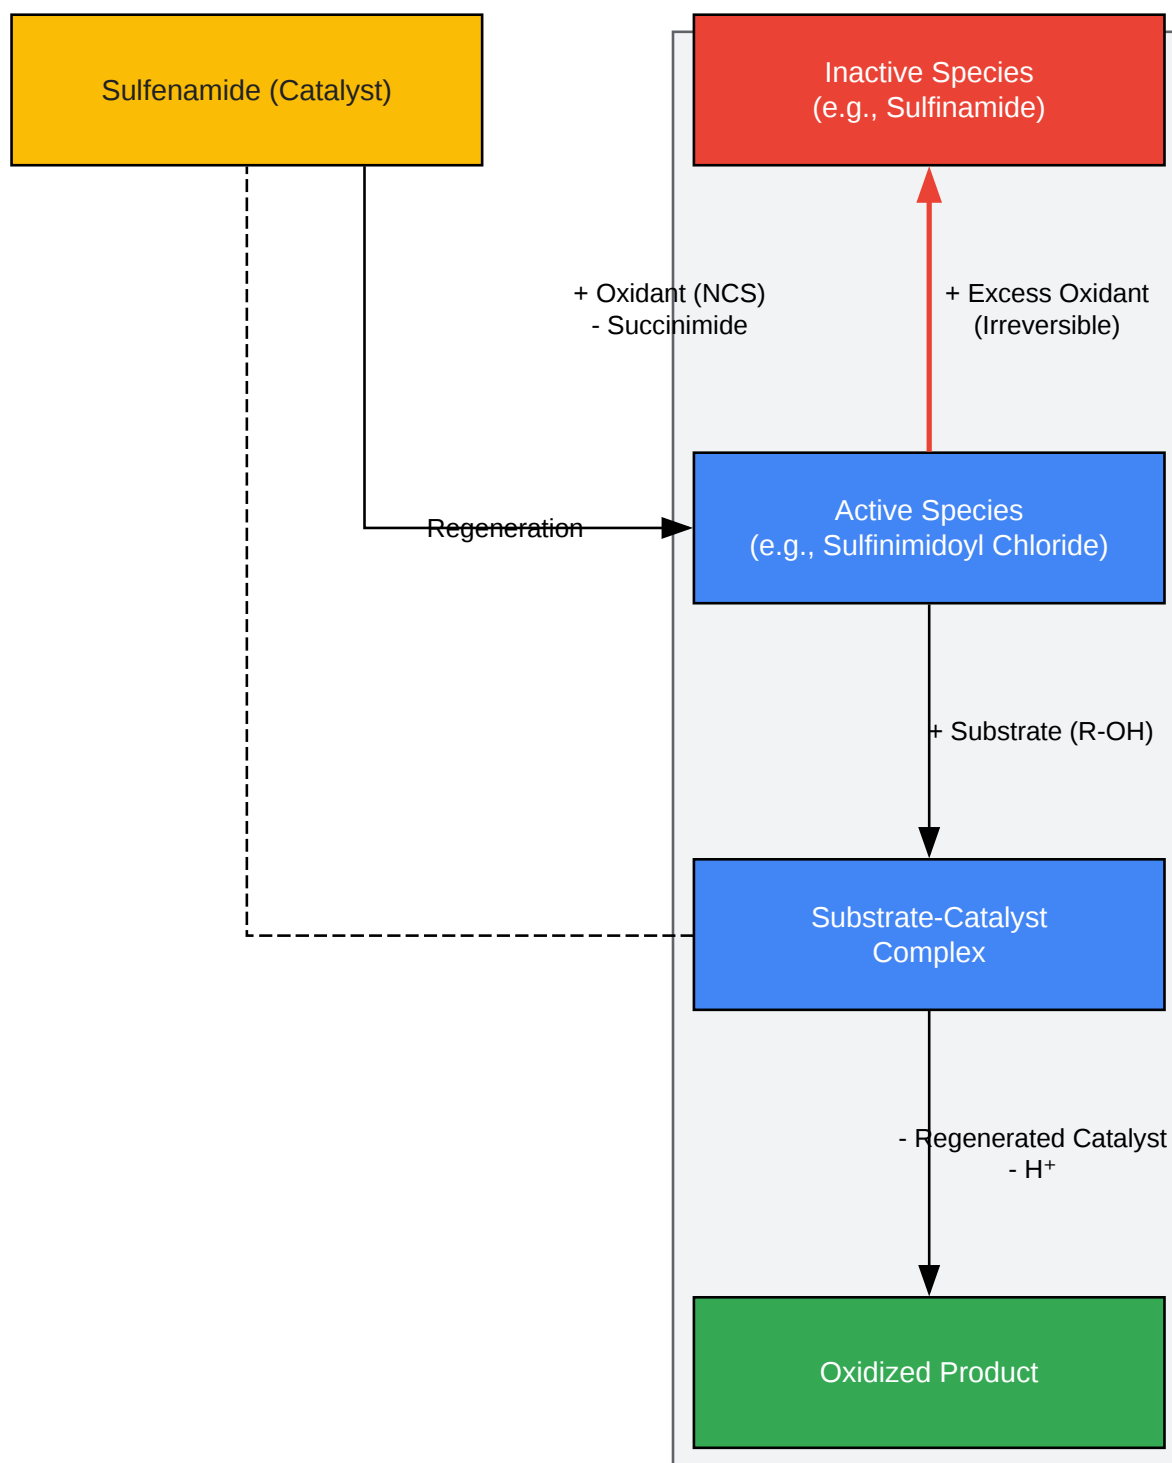 Sulfenamide (Catalyst)
Inactive Species
(e.g., Sulfinamide)
+ Oxidant (NCS)
- Succinimide
+ Excess Oxidant
(Irreversible)
Regeneration
Active Species
(e.g., Sulfinimidoyl Chloride)
+ Substrate (R-OH)
Substrate-Catalyst
Complex
- Regenerated Catalyst
- H⁺
Oxidized Product